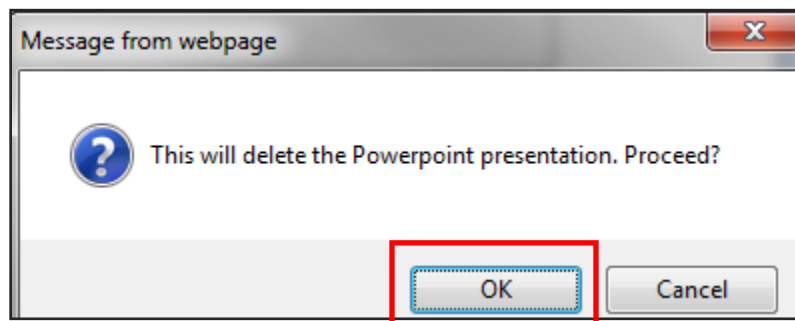 Message from webpage
This will delete the Powerpoint presentation. Proceed?
OK
Cancel